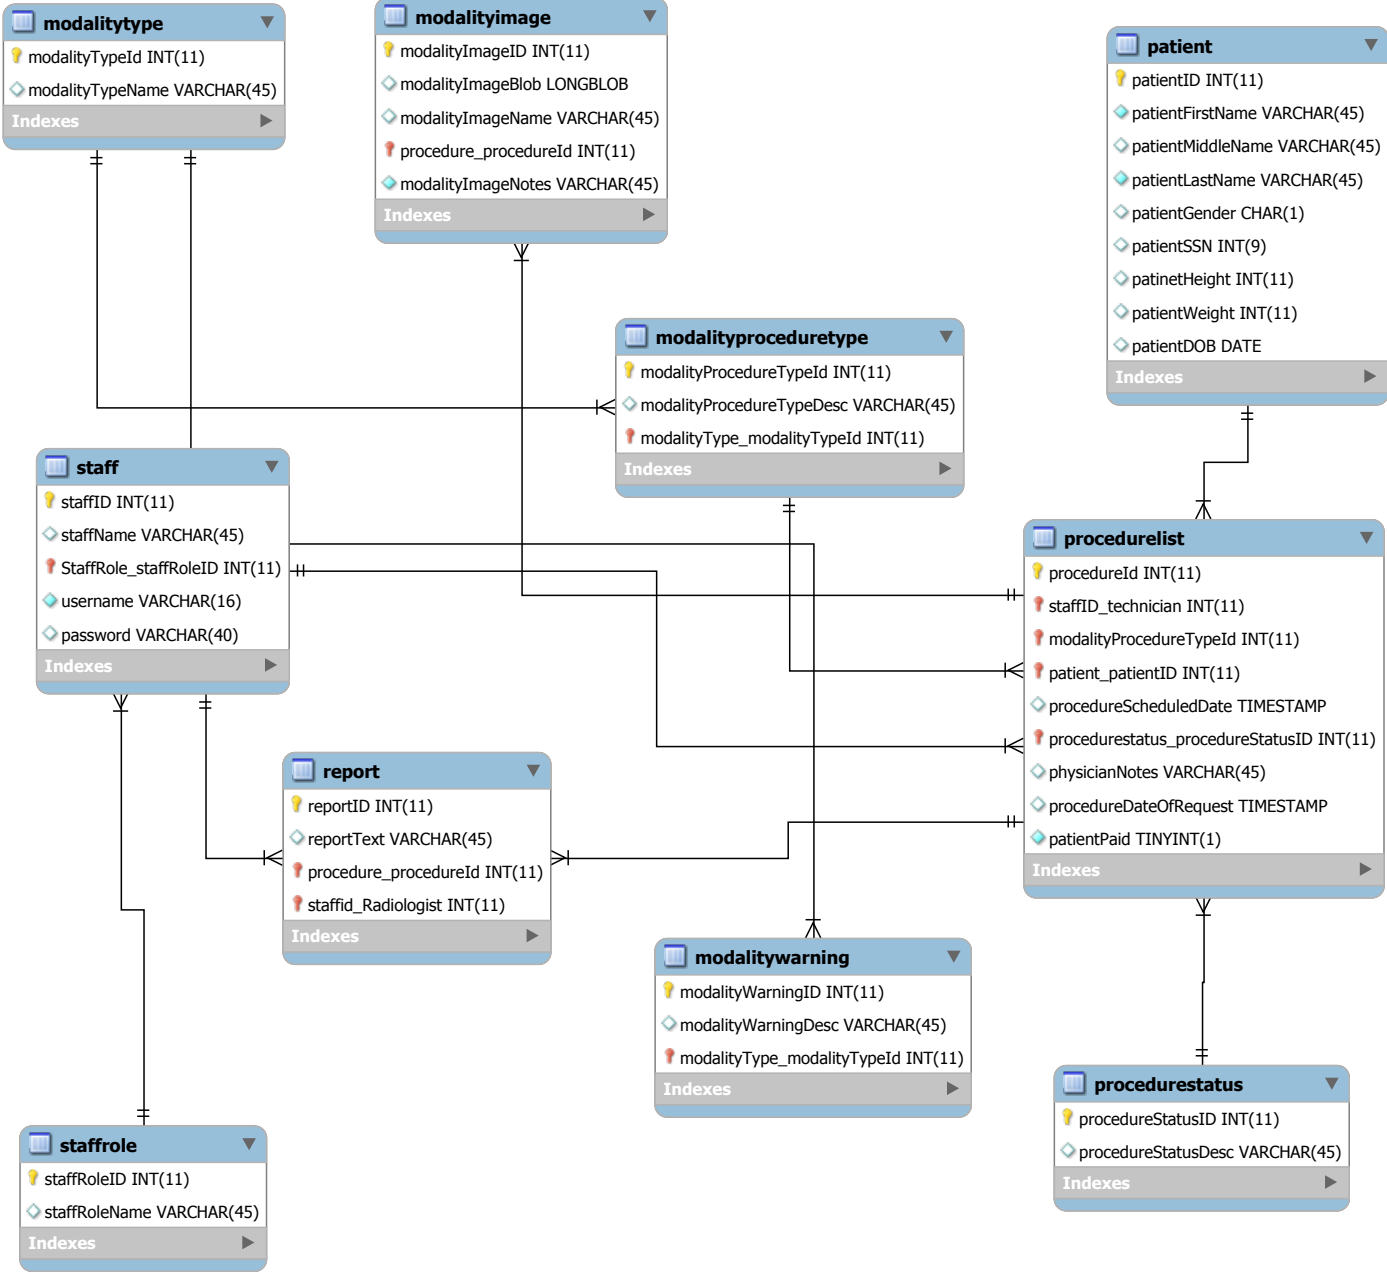 modalitytype
modalityTypeId INT(11)
modalityTypeName VARCHAR(45)
Indexes
modalityimage
modalityImageID INT(11)
modalityImageBlob LONGBLOB
modalityImageName VARCHAR(45)
procedure_procedureId INT(11)
modalityImageNotes VARCHAR(45)
Indexes
patient
patientID INT(11)
patientFirstName VARCHAR(45)
patientMiddleName VARCHAR(45)
patientLastName VARCHAR(45)
patientGender CHAR(1)
patientSSN INT(9)
patinetHeight INT(11)
patientWeight INT(11)
patientDOB DATE
Indexes
modalityproceduretype
modalityProcedureTypeId INT(11)
modalityProcedureTypeDesc VARCHAR(45)
modalityType_modalityTypeId INT(11)
Indexes
staff
staffID INT(11)
staffName VARCHAR(45)
StaffRole_staffRoleID INT(11)
username VARCHAR(16)
password VARCHAR(40)
Indexes
procedurelist
procedureId INT(11)
staffID_technician INT(11)
modalityProcedureTypeId INT(11)
patient_patientID INT(11)
procedureScheduledDate TIMESTAMP
procedurestatus_procedureStatusID INT(11)
physicianNotes VARCHAR(45)
procedureDateOfRequest TIMESTAMP
patientPaid TINYINT(1)
Indexes
report
reportID INT(11)
reportText VARCHAR(45)
procedure_procedureId INT(11)
staffid_Radiologist INT(11)
Indexes
modalitywarning
modalityWarningID INT(11)
modalityWarningDesc VARCHAR(45)
modalityType_modalityTypeId INT(11)
Indexes
procedurestatus
procedureStatusID INT(11)
procedureStatusDesc VARCHAR(45)
Indexes
staffrole
staffRoleID INT(11)
staffRoleName VARCHAR(45)
Indexes